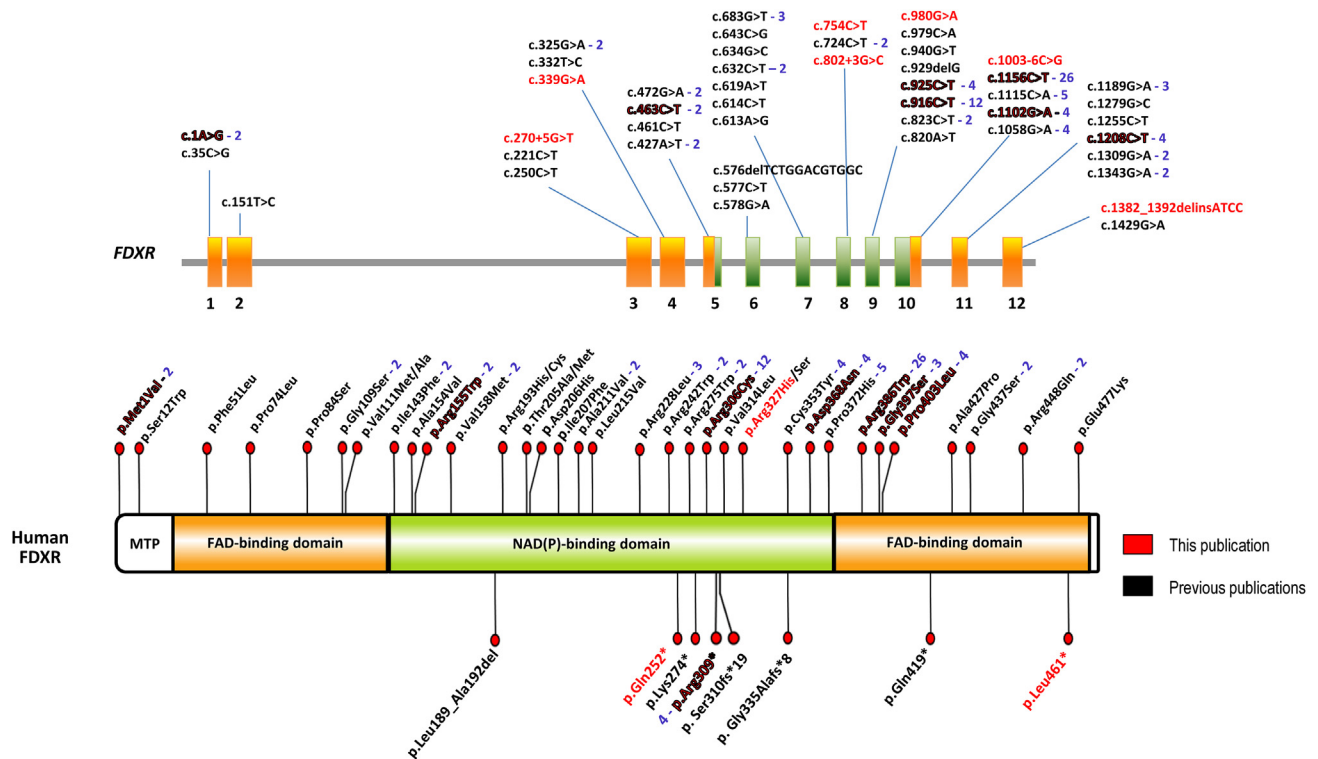 c.1A>G - 2
c.35C>G
c.151T>C
c.270+5G>T
c.221C>T
c.250C>T
c.325G>A - 2
c.332T>C
c.339G>A
c.472G>A - 2
c.463C>T - 2
c.461C>T
c.427A>T - 2
c.576delTCTGGACGTGGC
c.577C>T
c.578G>A
c.683G>T - 3
c.643C>G
c.634G>C
c.632C>T – 2
c.619A>T
c.614C>T
c.613A>G
c.754C>T
c.724C>T - 2
c.802+3G>C
c.980G>A
c.979C>A
c.940G>T
c.929delG
c.925C>T - 4
c.916C>T - 12
c.823C>T - 2
c.820A>T
c.1003-6C>G
c.1156C>T - 26
c.1115C>A - 5
c.1102G>A - 4
c.1058G>A - 4
c.1189G>A - 3
c.1279G>C
c.1255C>T
c.1208C>T - 4
c.1309G>A - 2
c.1343G>A - 2
c.1382_1392delinsATCC
c.1429G>A
FDXR
1 2 3 4 5 6 7 8 9 10 11 12
p.Met1Val - 2
p.Ser12Trp
p.Phe51Leu
p.Pro74Leu
p.Pro84Ser
p.Gly109Ser - 2
p.Val111Met/Ala
p.Ile143Phe - 2
p.Ala154Val
p.Arg155Trp - 2
p.Val158Met - 2
p.Arg193His/Cys
p.Thr205Ala/Met
p.Asp206His
p.Ile207Phe
p.Ala211Val - 2
p.Leu215Val
p.Arg228Leu - 3
p.Arg242Trp - 2
p.Arg275Trp - 2
p.Arg306Cys - 12
p.Val314Leu
p.Arg327His/Ser
p.Cys353Tyr - 4
p.Asp368Asn - 4
p.Pro372His - 5
p.Arg386Trp - 26
p.Gly397Ser - 3
p.Pro403Leu - 4
p.Ala427Pro
p.Gly437Ser - 2
p.Arg448Gln - 2
p.Glu477Lys
Human
FDXR
MTP
FAD-binding domain
NAD(P)-binding domain
FAD-binding domain
This publication
Previous publications
p.Leu189_Ala192del
p.Gln252*
p.Lys274*
4 - p.Arg309*
p. Ser310fs*19
p. Gly335Alafs*8
p.Gln419*
p.Leu461*